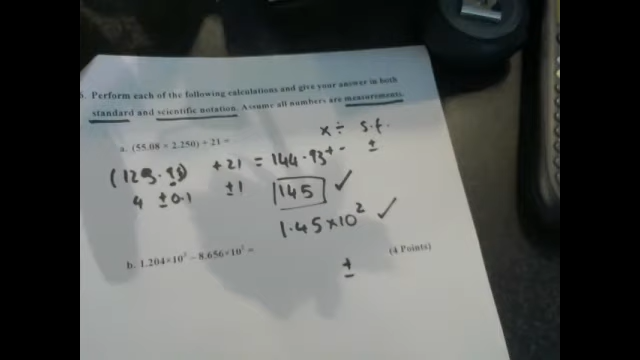 Perform each of the following calculations and give your answer in both
standard and scientific notation. Assume all numbers are measurements.
× ÷ s.f.
+ - ±
a. (55.08 × 2.250) + 21 =
+21 = 144.93
4 ±0.1 ±1
145 ✓
1.45×10² ✓
(4 Points)
±